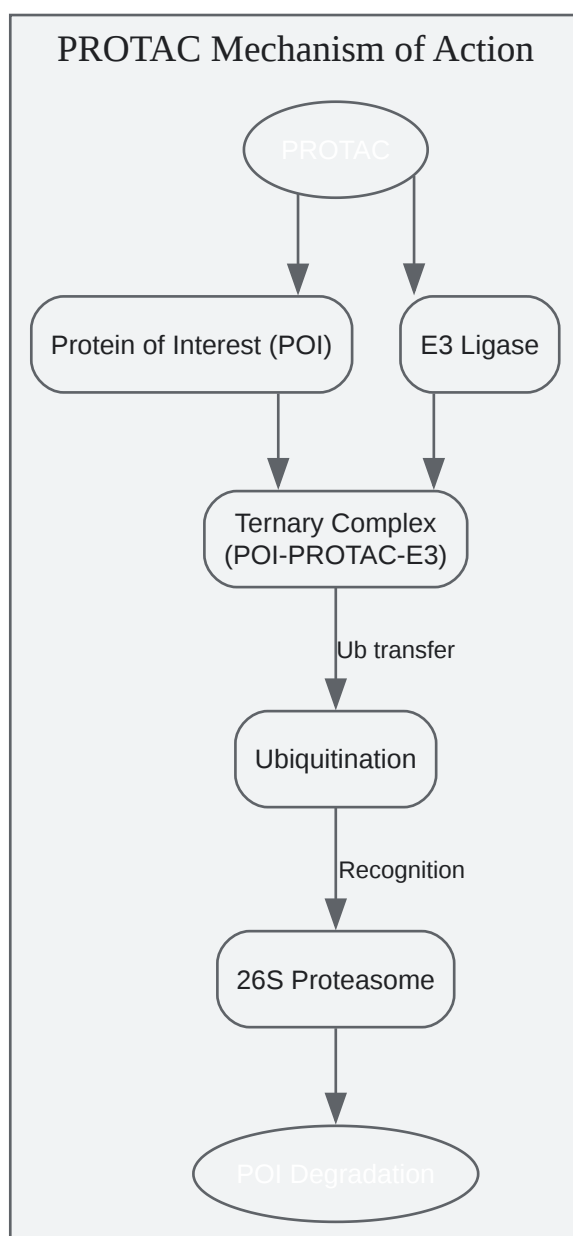 PROTAC Mechanism of Action
PROTAC
Protein of Interest (POI)
E3 Ligase
Ternary Complex
(POI-PROTAC-E3)
Ub transfer
Ubiquitination
Recognition
26S Proteasome
POI Degradation